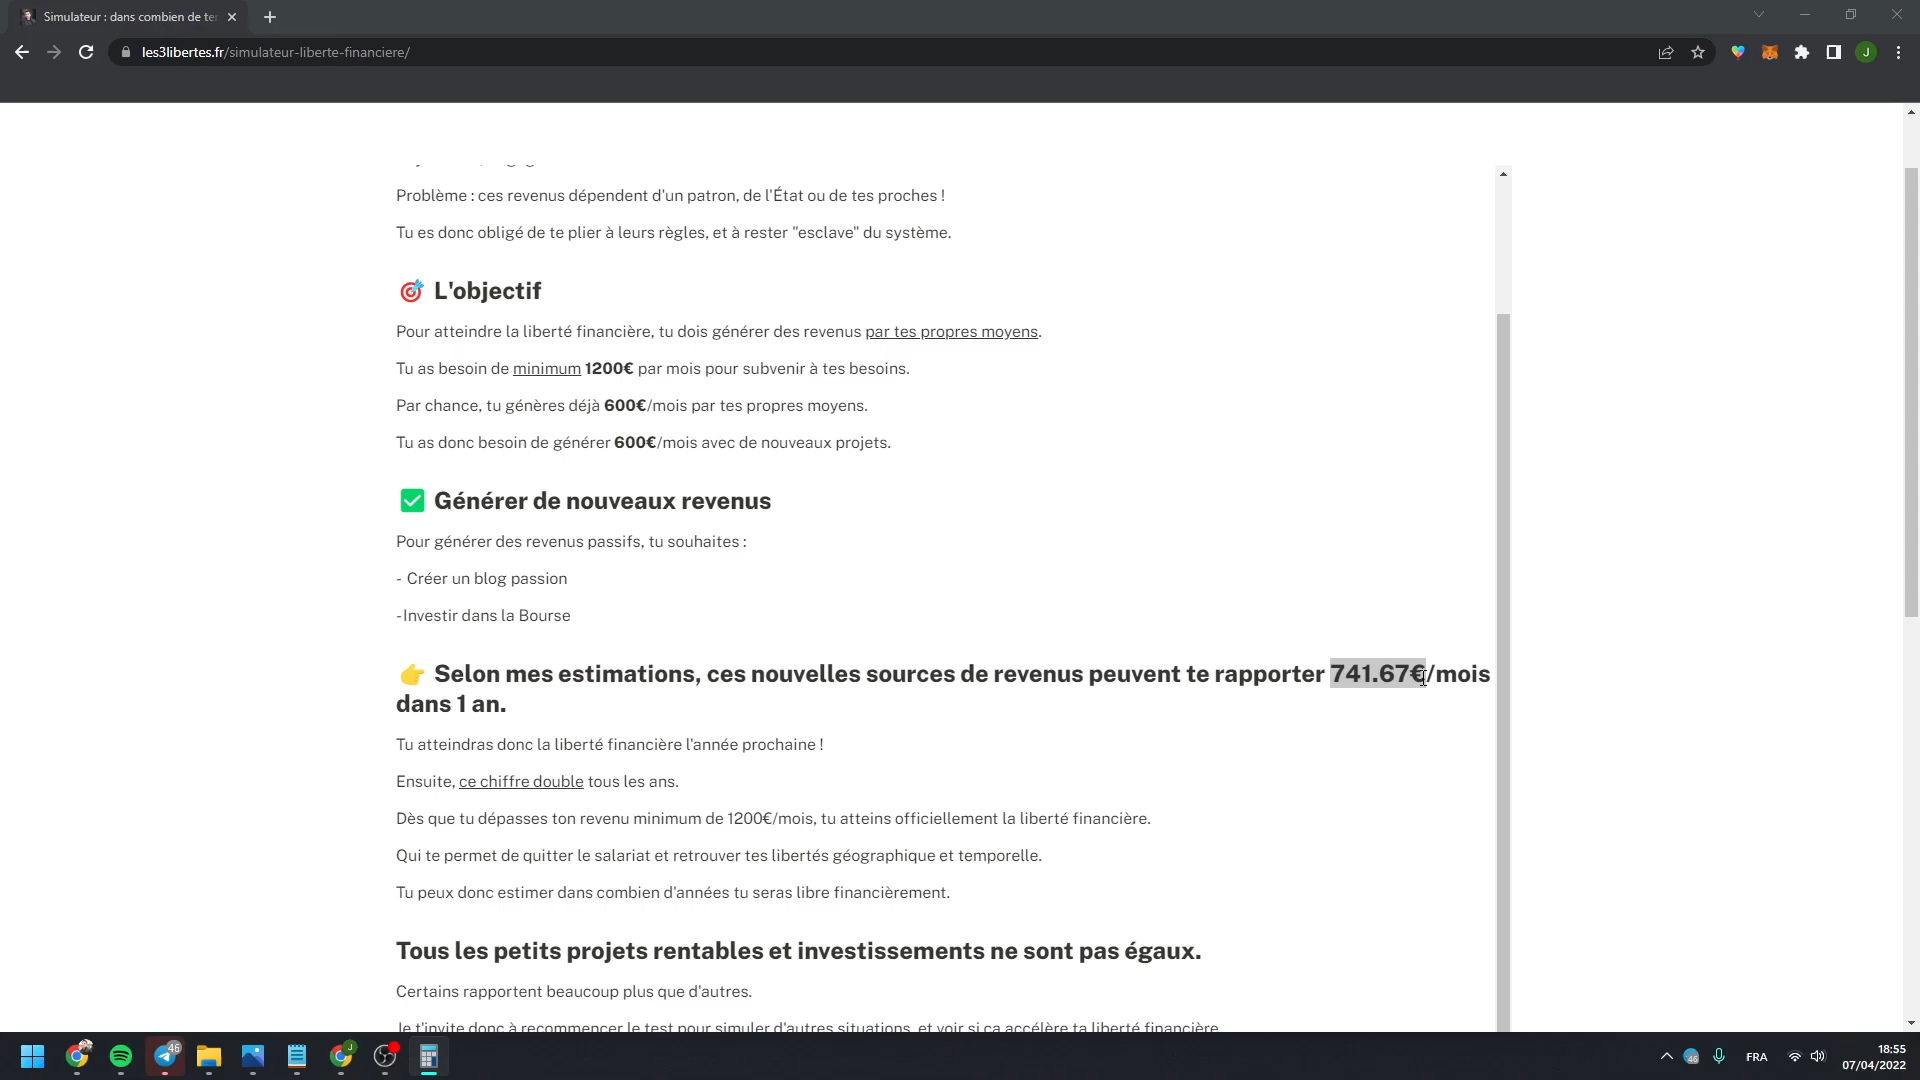 Simulateur : dans combien de ter
les3libertes.fr/simulateur-liberte-financiere/
J
Problème : ces revenus dépendent d'un patron, de l'État ou de tes proches !
Tu es donc obligé de te plier à leurs règles, et à rester "esclave" du système.
🎯 L'objectif
Pour atteindre la liberté financière, tu dois générer des revenus par tes propres moyens.
Tu as besoin de minimum 1200€ par mois pour subvenir à tes besoins.
Par chance, tu génères déjà 600€/mois par tes propres moyens.
Tu as donc besoin de générer 600€/mois avec de nouveaux projets.
✅ Générer de nouveaux revenus
Pour générer des revenus passifs, tu souhaites :
- Créer un blog passion
-Investir dans la Bourse
👉 Selon mes estimations, ces nouvelles sources de revenus peuvent te rapporter 741.67€/mois
dans 1 an.
Tu atteindras donc la liberté financière l'année prochaine !
Ensuite, ce chiffre double tous les ans.
Dès que tu dépasses ton revenu minimum de 1200€/mois, tu atteins officiellement la liberté financière.
Qui te permet de quitter le salariat et retrouver tes libertés géographique et temporelle.
Tu peux donc estimer dans combien d'années tu seras libre financièrement.
Tous les petits projets rentables et investissements ne sont pas égaux.
Certains rapportent beaucoup plus que d'autres.
Je t'invite donc à recommencer le test pour simuler d'autres situations, et voir si ça accélère ta liberté financière
46
J
46
FRA
18:55
07/04/2022